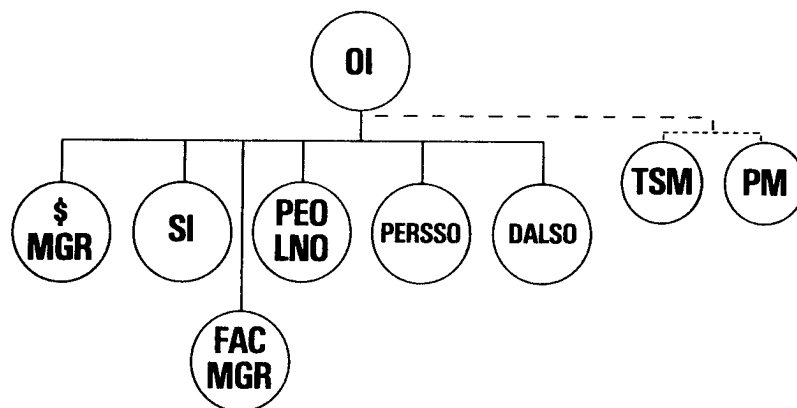 OI
$
MGR
SI
PEO
LNO
PERSSO
DALSO
TSM
PM
FAC
MGR